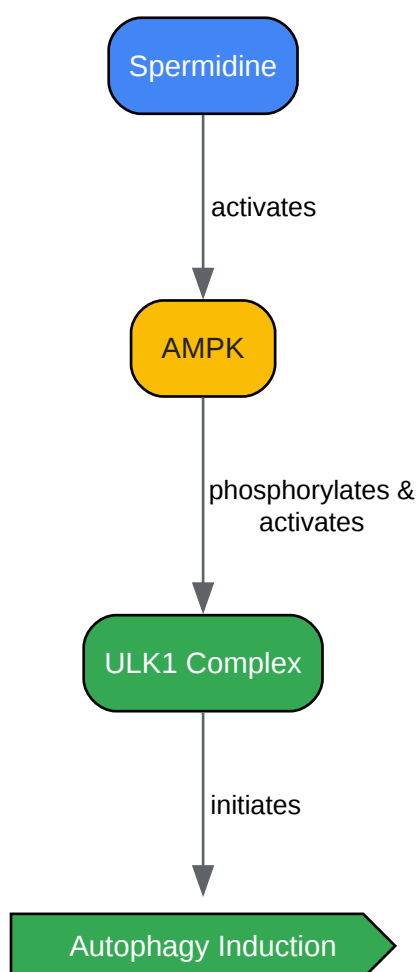 Spermidine
activates
AMPK
phosphorylates &
activates
ULK1 Complex
initiates
Autophagy Induction